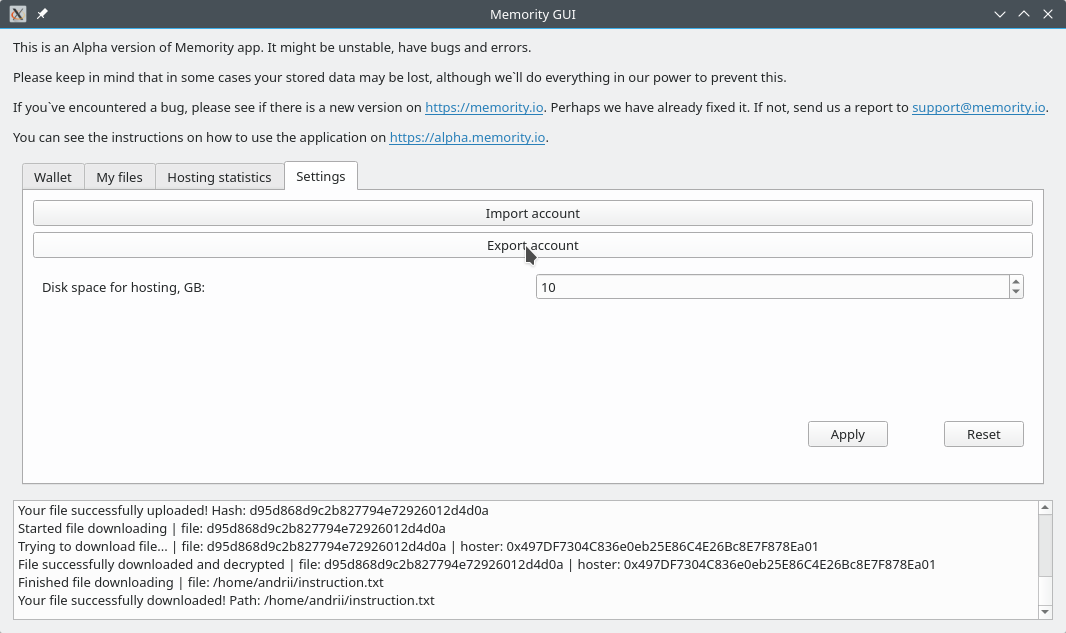 Memority GUI
This is an Alpha version of Memority app. It might be unstable, have bugs and errors.
Please keep in mind that in some cases your stored data may be lost, although we`ll do everything in our power to prevent this.
If you`ve encountered a bug, please see if there is a new version on https://memority.io. Perhaps we have already fixed it. If not, send us a report to support@memority.io.
You can see the instructions on how to use the application on https://alpha.memority.io.
Wallet My files Hosting statistics Settings
Import account
Export account
Disk space for hosting, GB: 10
Apply Reset
Your file successfully uploaded! Hash: d95d868d9c2b827794e72926012d4d0a
Started file downloading | file: d95d868d9c2b827794e72926012d4d0a
Trying to download file... | file: d95d868d9c2b827794e72926012d4d0a | hoster: 0x497DF7304C836e0eb25E86C4E26Bc8E7F878Ea01
File successfully downloaded and decrypted | file: d95d868d9c2b827794e72926012d4d0a | hoster: 0x497DF7304C836e0eb25E86C4E26Bc8E7F878Ea01
Finished file downloading | file: /home/andrii/instruction.txt
Your file successfully downloaded! Path: /home/andrii/instruction.txt